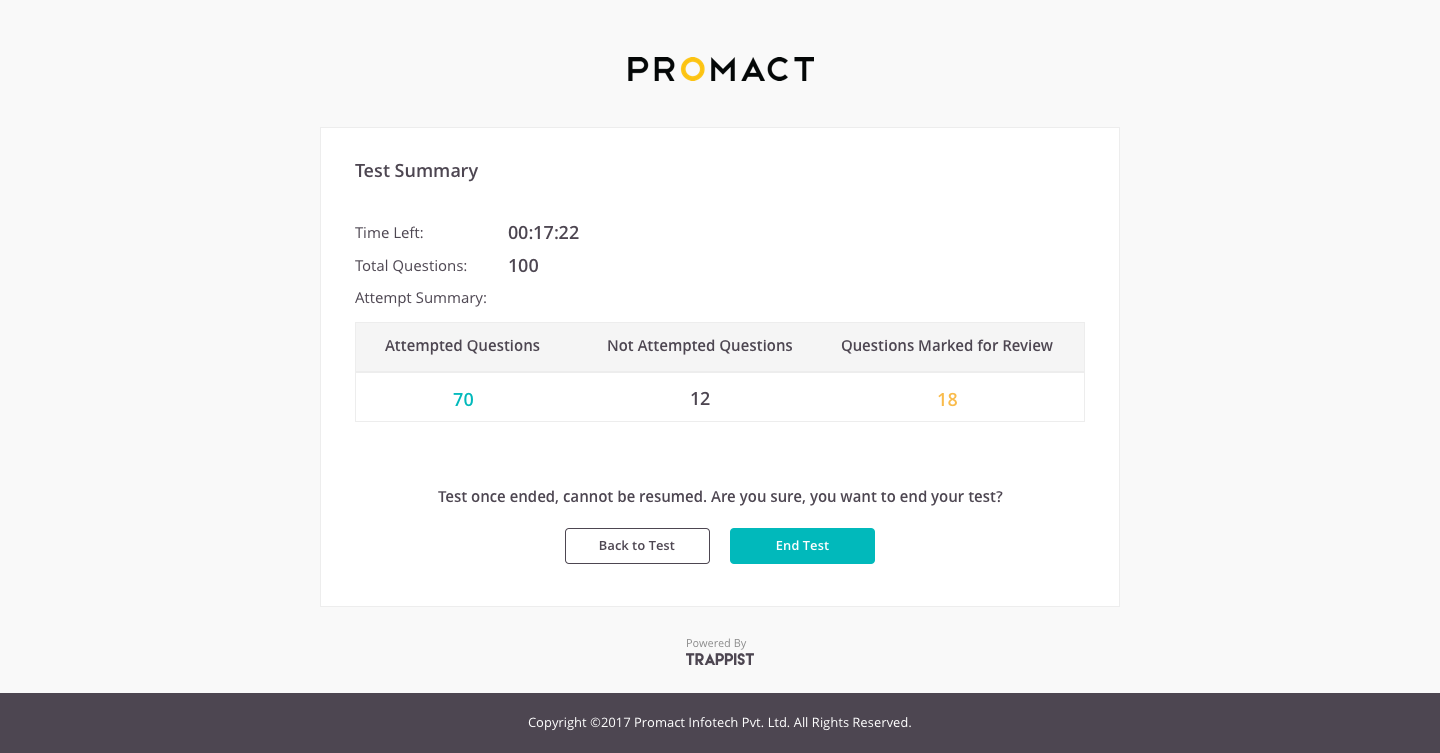 PROMACT
Test Summary
Time Left: 00:17:22
Total Questions: 100
Attempt Summary:
Attempted Questions Not Attempted Questions Questions Marked for Review
70 12 18
Test once ended, cannot be resumed. Are you sure, you want to end your test?
Back to Test End Test
Powered By
TRAPPIST
Copyright ©2017 Promact Infotech Pvt. Ltd. All Rights Reserved.